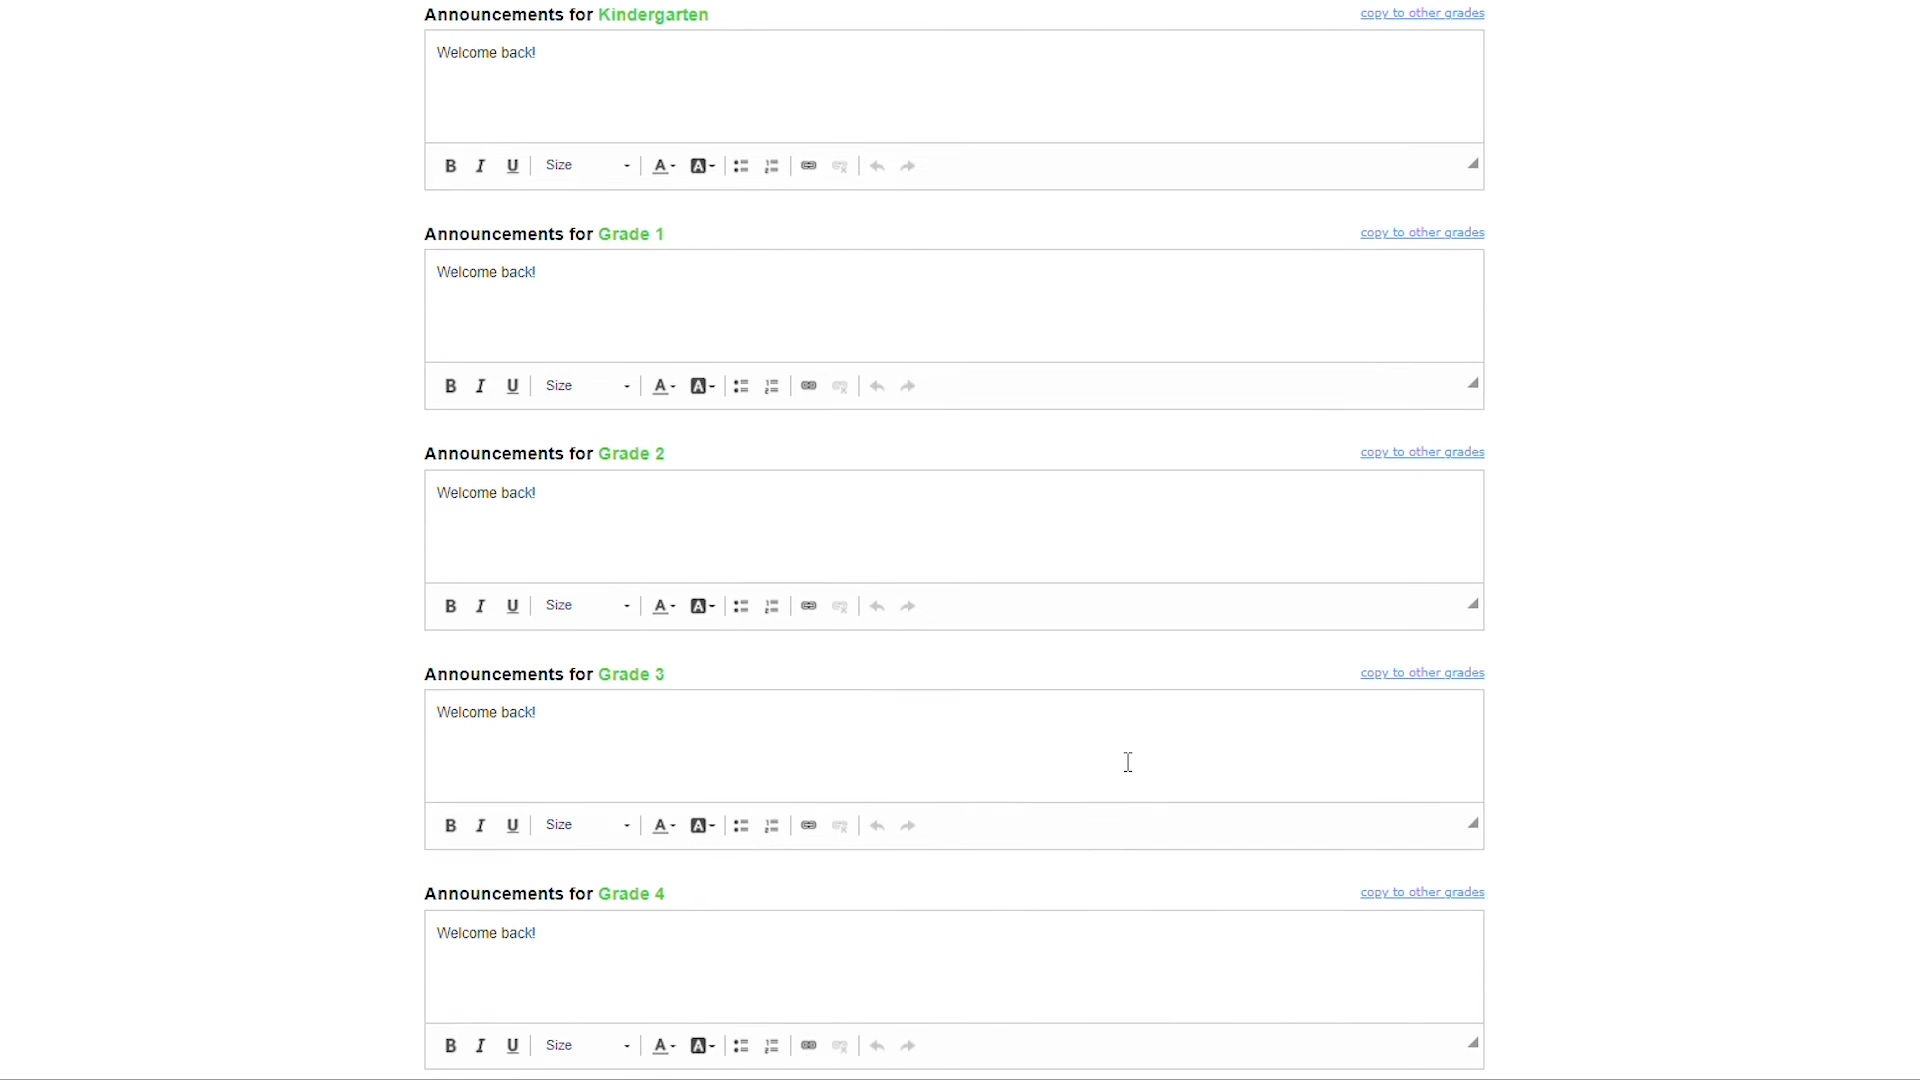 Announcements for Kindergarten copy to other grades
Welcome back!
B I U Size A A
Announcements for Grade 1 copy to other grades
Welcome back!
B I U Size A A
Announcements for Grade 2 copy to other grades
Welcome back!
B I U Size A A
Announcements for Grade 3 copy to other grades
Welcome back!
B I U Size A A
Announcements for Grade 4 copy to other grades
Welcome back!
B I U Size A A